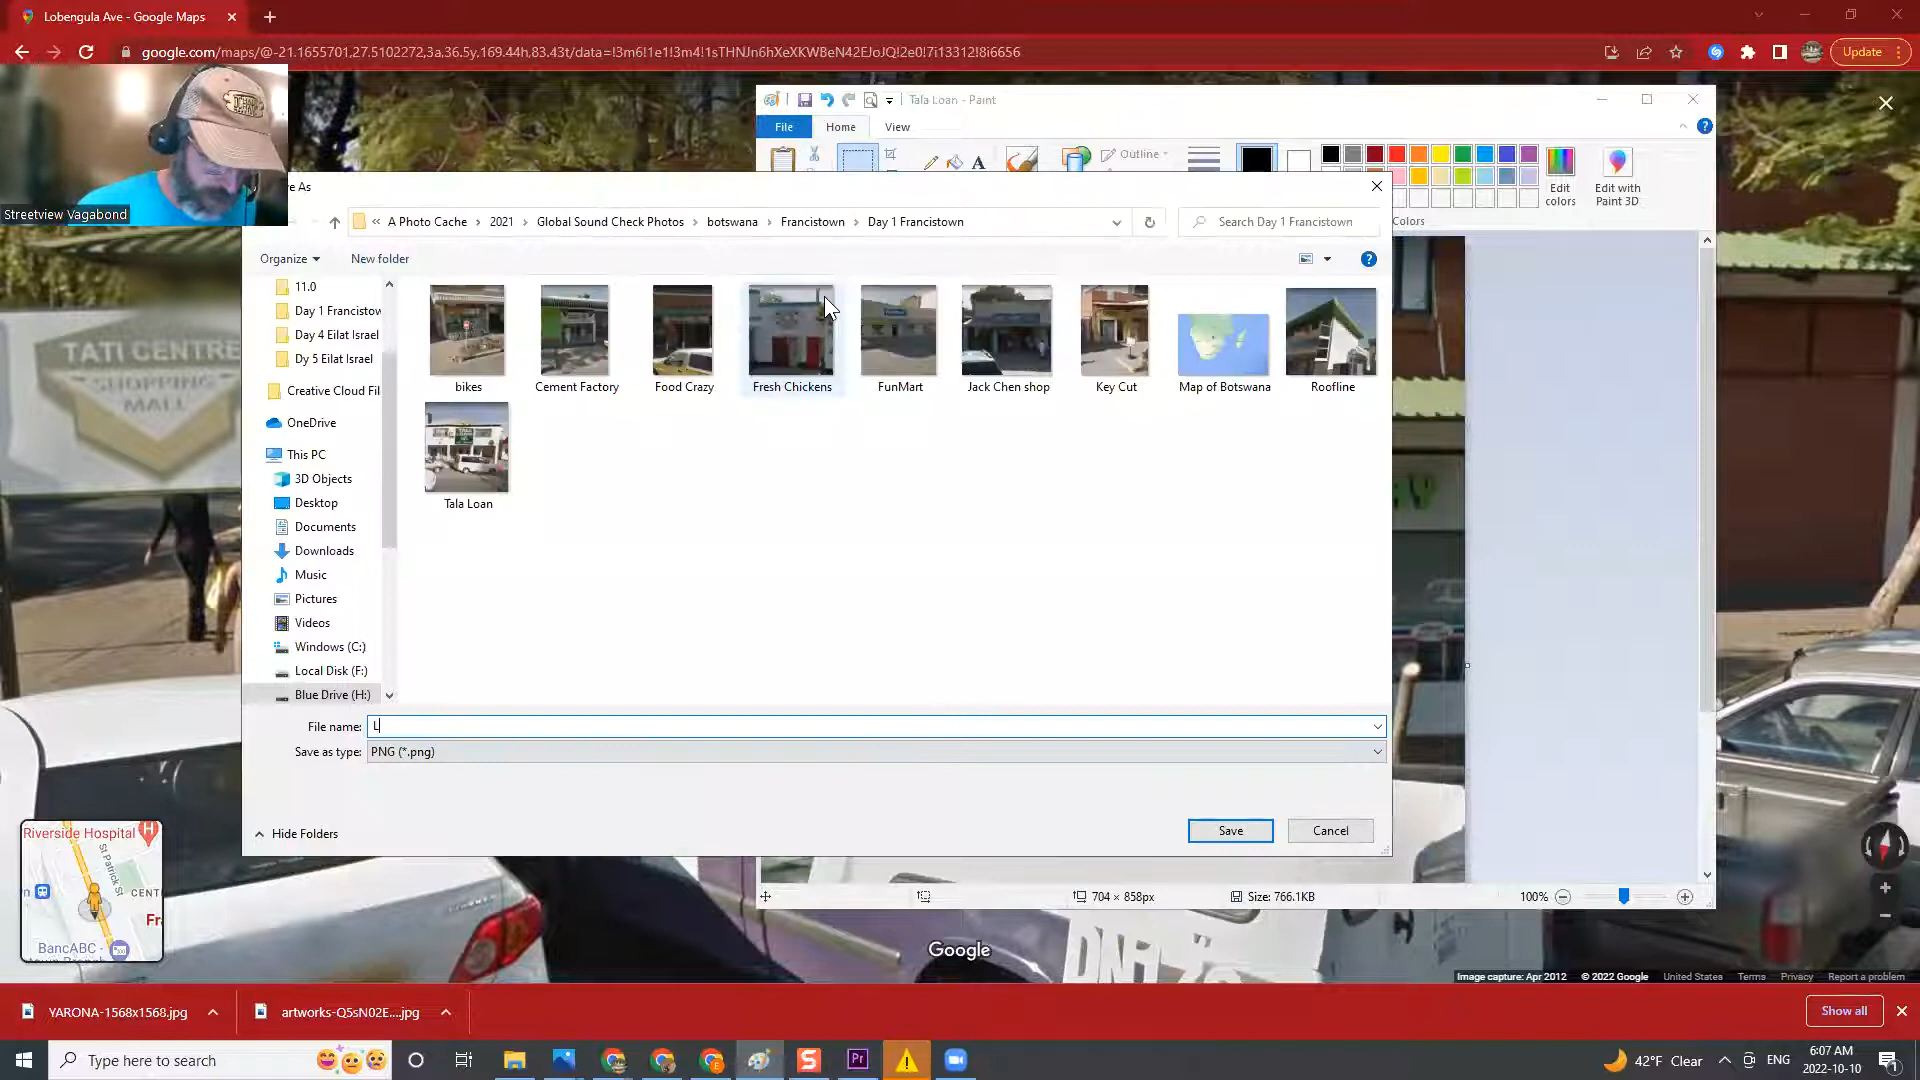 Lobengula Ave - Google Maps
google.com/maps/@-21.1655701,27.5102272,3a,36.5y,169.44h,83.43t/data=!3m6!1e1!3m4!1sTHNJn6hXeXKWBeN42EJoJQ!2e0!7i13312!8i6656
Update
Streetview Vagabond
Tala Loan - Paint
File Home View
Outline
Edit colors
Edit with Paint 3D
Colors
e As
« A Photo Cache › 2021 › Global Sound Check Photos › botswana › Francistown › Day 1 Francistown
Search Day 1 Francistown
Organize New folder
11.0
Day 1 Francistow
Day 4 Eilat Israel
Dy 5 Eilat Israel
Creative Cloud Fil
OneDrive
This PC
3D Objects
Desktop
Documents
Downloads
Music
Pictures
Videos
Windows (C:)
Local Disk (F:)
Blue Drive (H:)
bikes
Cement Factory
Food Crazy
Fresh Chickens
FunMart
Jack Chen shop
Key Cut
Map of Botswana
Roofline
Tala Loan
File name: L
Save as type: PNG (*.png)
Hide Folders
Save Cancel
TATI CENTRE
SHOPPING
MALL
704 × 858px
Size: 766.1KB
100%
Riverside Hospital
St Patrick St
CENT
Fr
BancABC -
Google
Image capture: Apr 2012 © 2022 Google United States Terms Privacy Report a problem
YARONA-1568x1568.jpg
artworks-Q5sN02E....jpg
Show all
Type here to search
42°F Clear
ENG
6:07 AM
2022-10-10